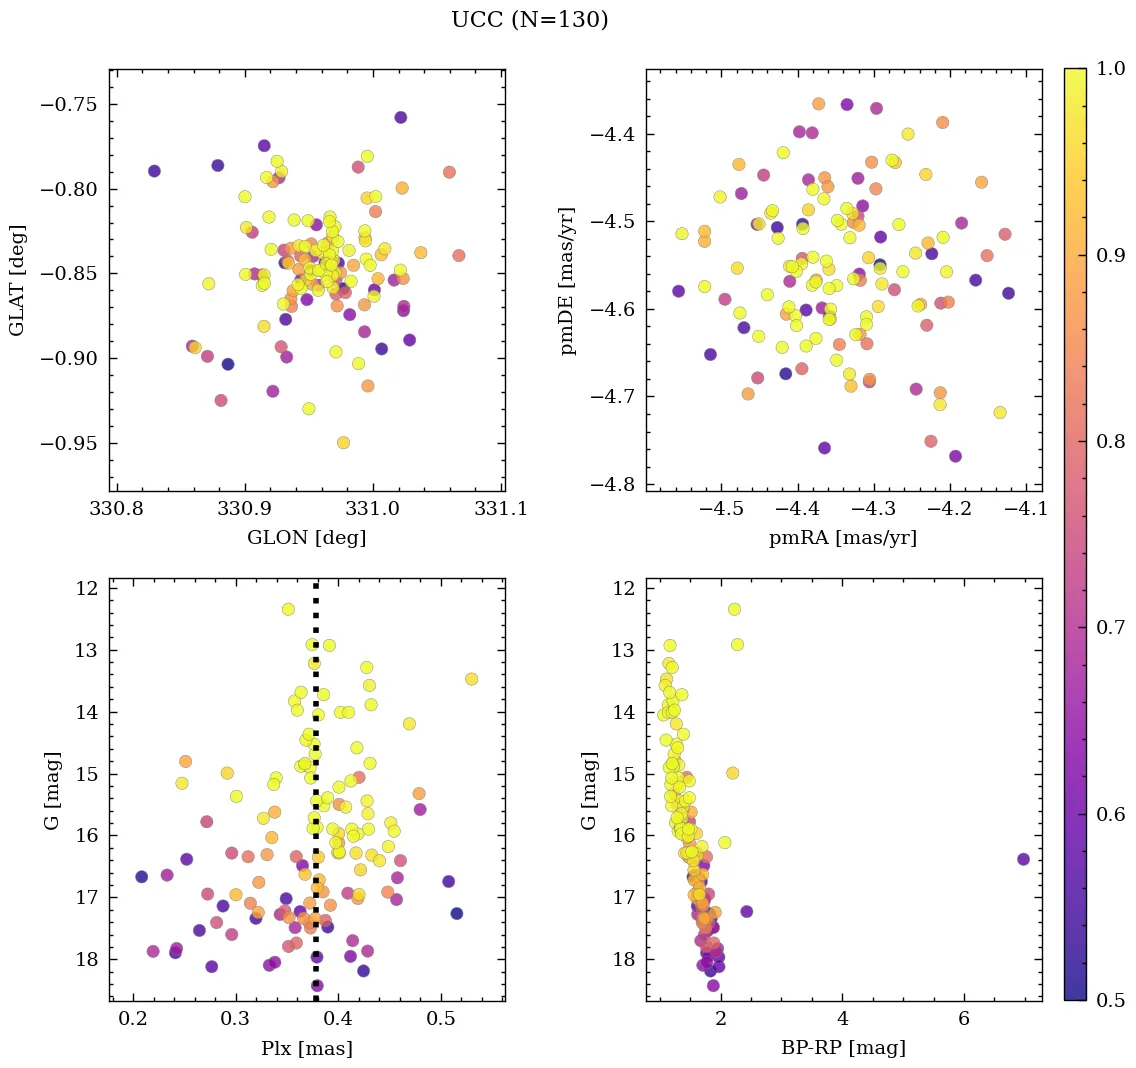 UCC (N=130)
−0.75
−0.80
−0.85
−0.90
−0.95
GLAT [deg]
330.8 330.9 331.0 331.1
GLON [deg]
−4.4
−4.5
−4.6
−4.7
−4.8
pmDE [mas/yr]
−4.5 −4.4 −4.3 −4.2 −4.1
pmRA [mas/yr]
12
13
14
15
16
17
18
G [mag]
0.2 0.3 0.4 0.5
Plx [mas]
12
13
14
15
16
17
18
G [mag]
2 4 6
BP-RP [mag]
1.0
0.9
0.8
0.7
0.6
0.5